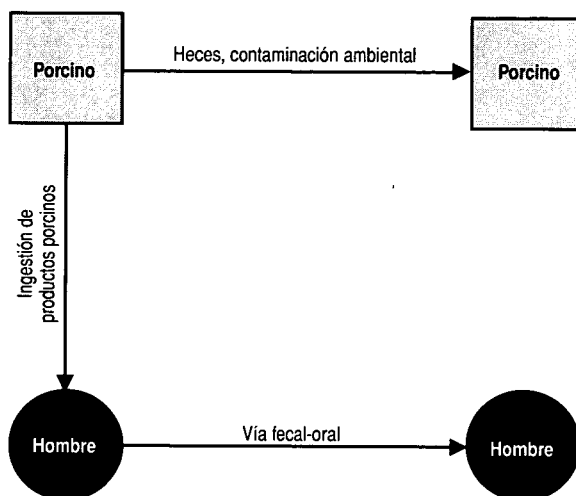 Porcino
Heces, contaminación ambiental
Porcino
Ingestión de
productos porcinos
Hombre
Vía fecal-oral
Hombre